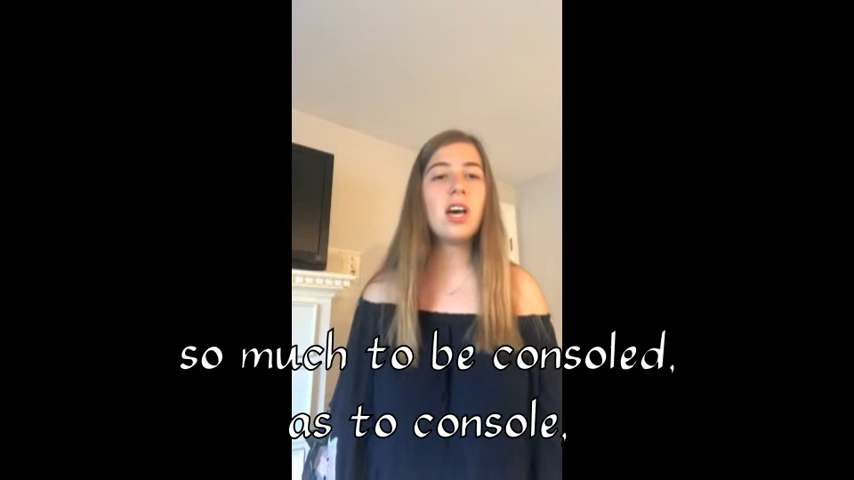 so much to be consoled,
as to console,